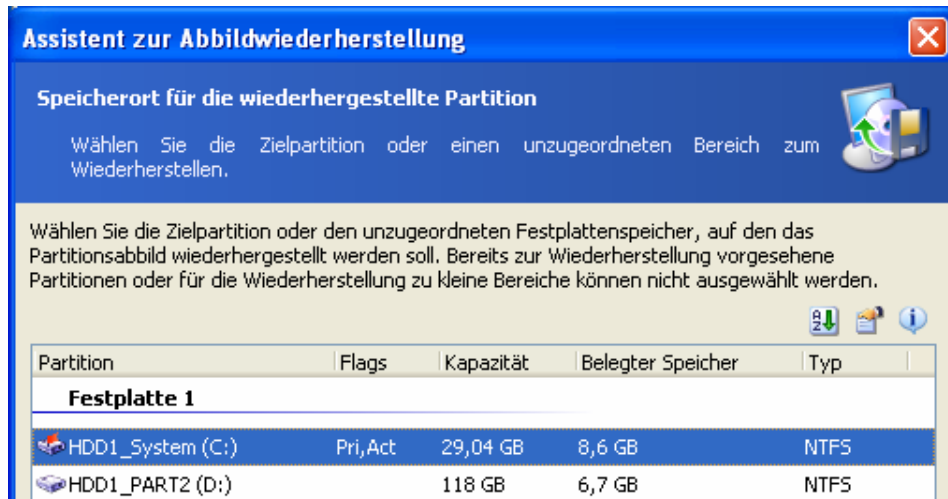 Assistent zur Abbildwiederherstellung
Speicherort für die wiederhergestellte Partition
Wählen Sie die Zielpartition oder einen unzugeordneten Bereich zum
Wiederherstellen.
Wählen Sie die Zielpartition oder den unzugeordneten Festplattenspeicher, auf den das
Partitionsabbild wiederhergestellt werden soll. Bereits zur Wiederherstellung vorgesehene
Partitionen oder für die Wiederherstellung zu kleine Bereiche können nicht ausgewählt werden.
Partition Flags Kapazität Belegter Speicher Typ
Festplatte 1
HDD1_System (C:) Pri,Act 29,04 GB 8,6 GB NTFS
HDD1_PART2 (D:) 118 GB 6,7 GB NTFS